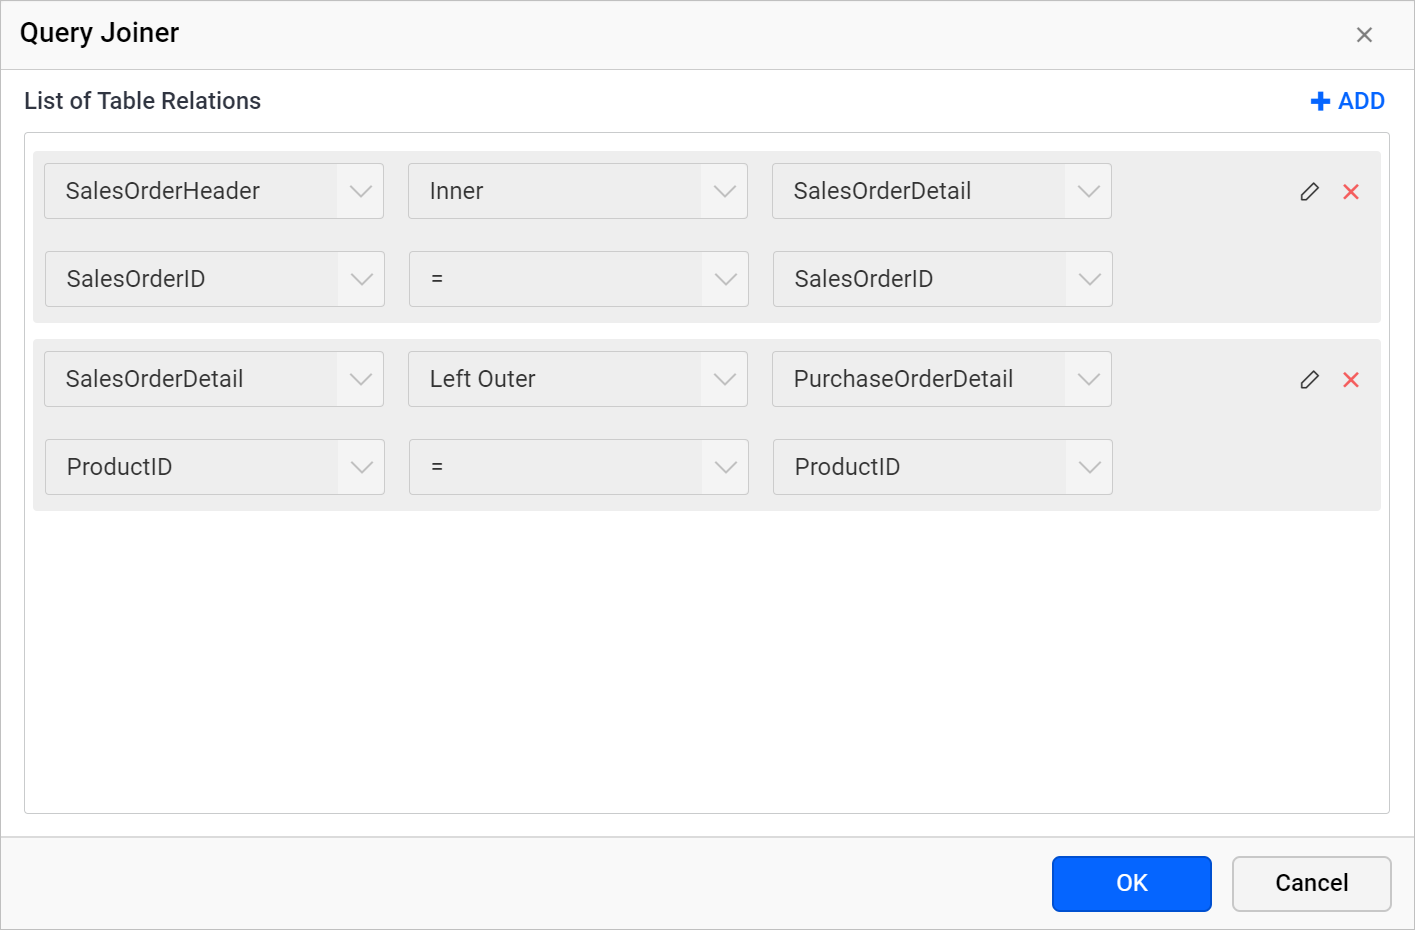 Query Joiner
List of Table Relations
ADD
SalesOrderHeader Inner SalesOrderDetail
SalesOrderID = SalesOrderID
SalesOrderDetail Left Outer PurchaseOrderDetail
ProductID = ProductID
OK Cancel